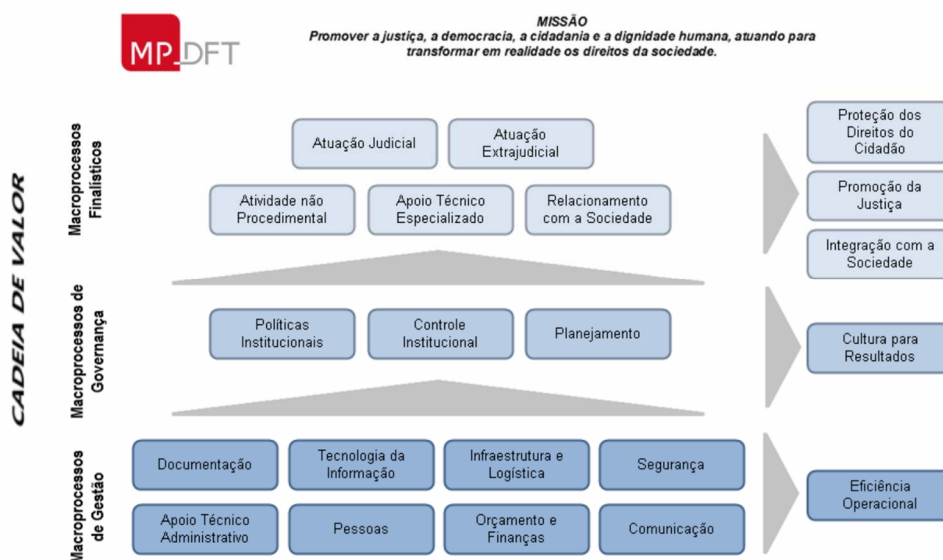 MP_DFT
MISSÃO
Promover a justiça, a democracia, a cidadania e a dignidade humana, atuando para
transformar em realidade os direitos da sociedade.
CADEIA DE VALOR
Macroprocessos
Finalísticos
Atuação Judicial
Atuação
Extrajudicial
Atividade não
Procedimental
Apoio Técnico
Especializado
Relacionamento
com a Sociedade
Proteção dos
Direitos do
Cidadão
Promoção da
Justiça
Integração com a
Sociedade
Macroprocessos de
Governança
Políticas
Institucionais
Controle
Institucional
Planejamento
Cultura para
Resultados
Macroprocessos
de Gestão
Documentação
Tecnologia da
Informação
Infraestrutura e
Logística
Segurança
Apoio Técnico
Administrativo
Pessoas
Orçamento e
Finanças
Comunicação
Eficiência
Operacional